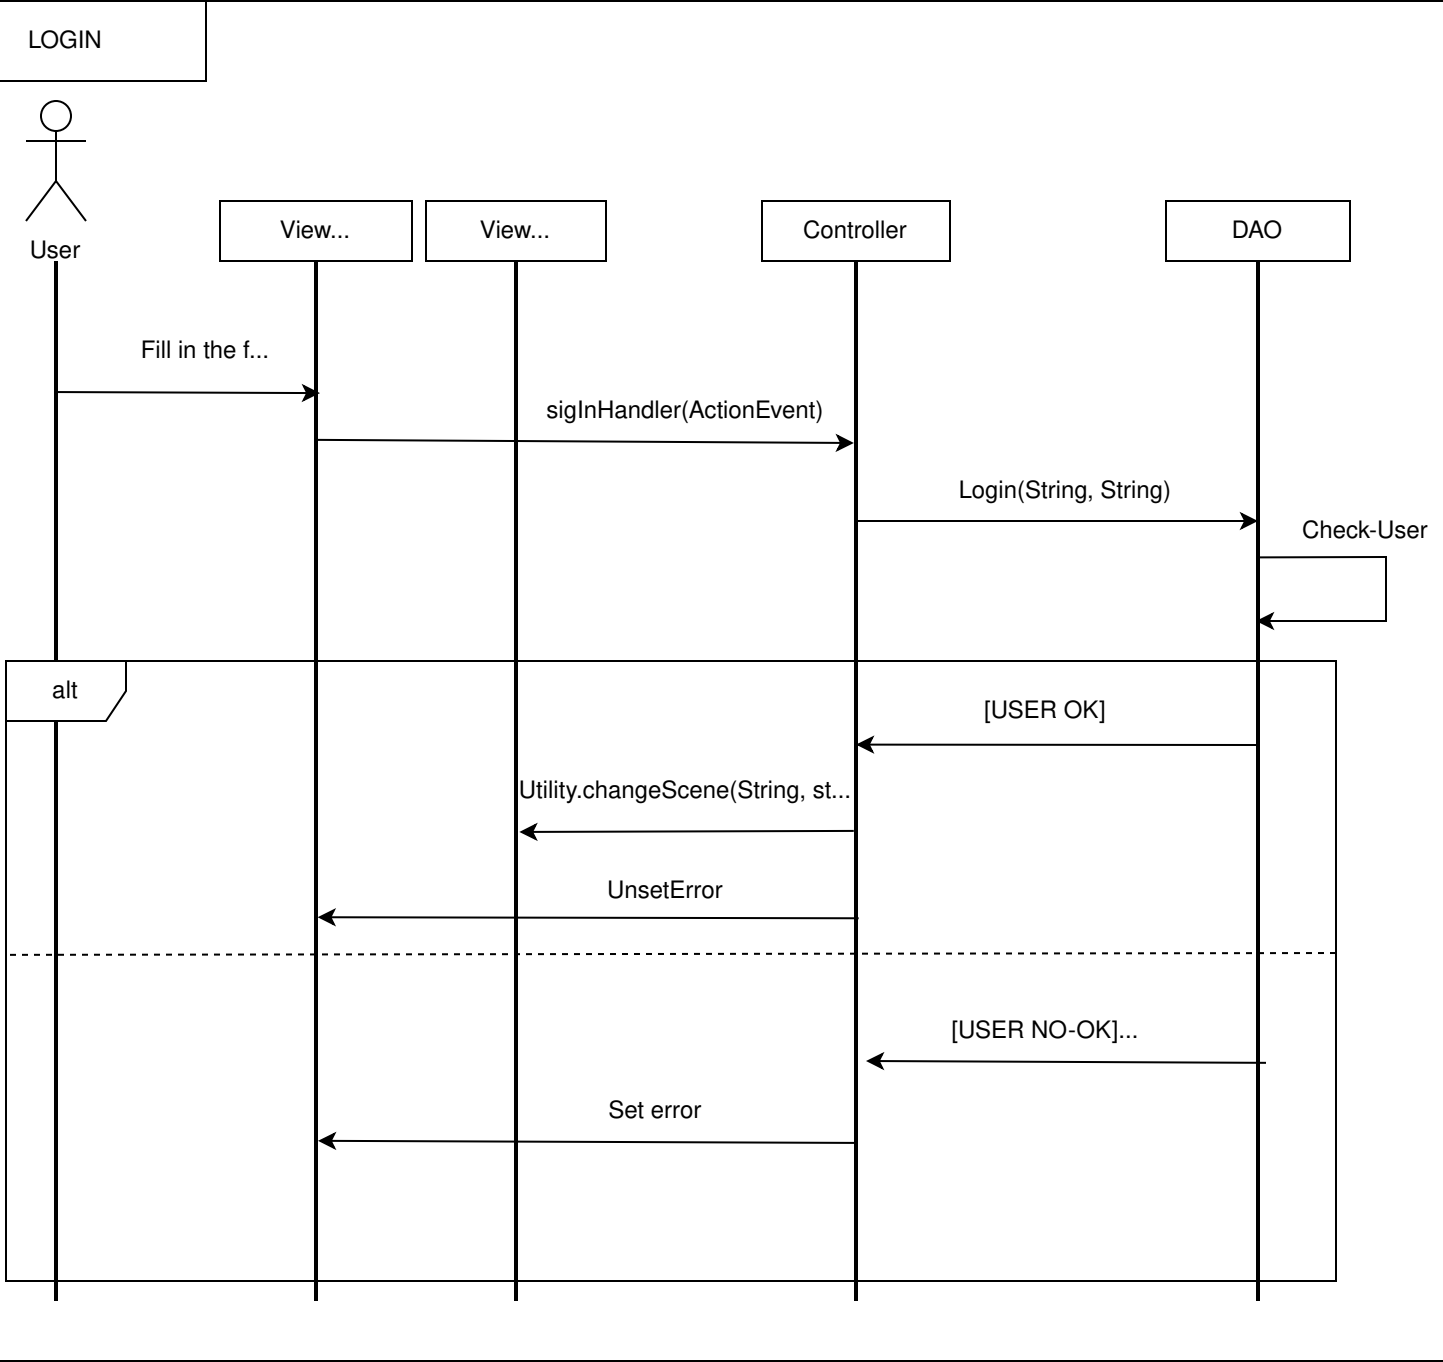 LOGIN
User
View...
View...
Controller
DAO
Fill in the f...
sigInHandler(ActionEvent)
Login(String, String)
Check-User
alt
[USER OK]
Utility.changeScene(String, st...
UnsetError
[USER NO-OK]...
Set error